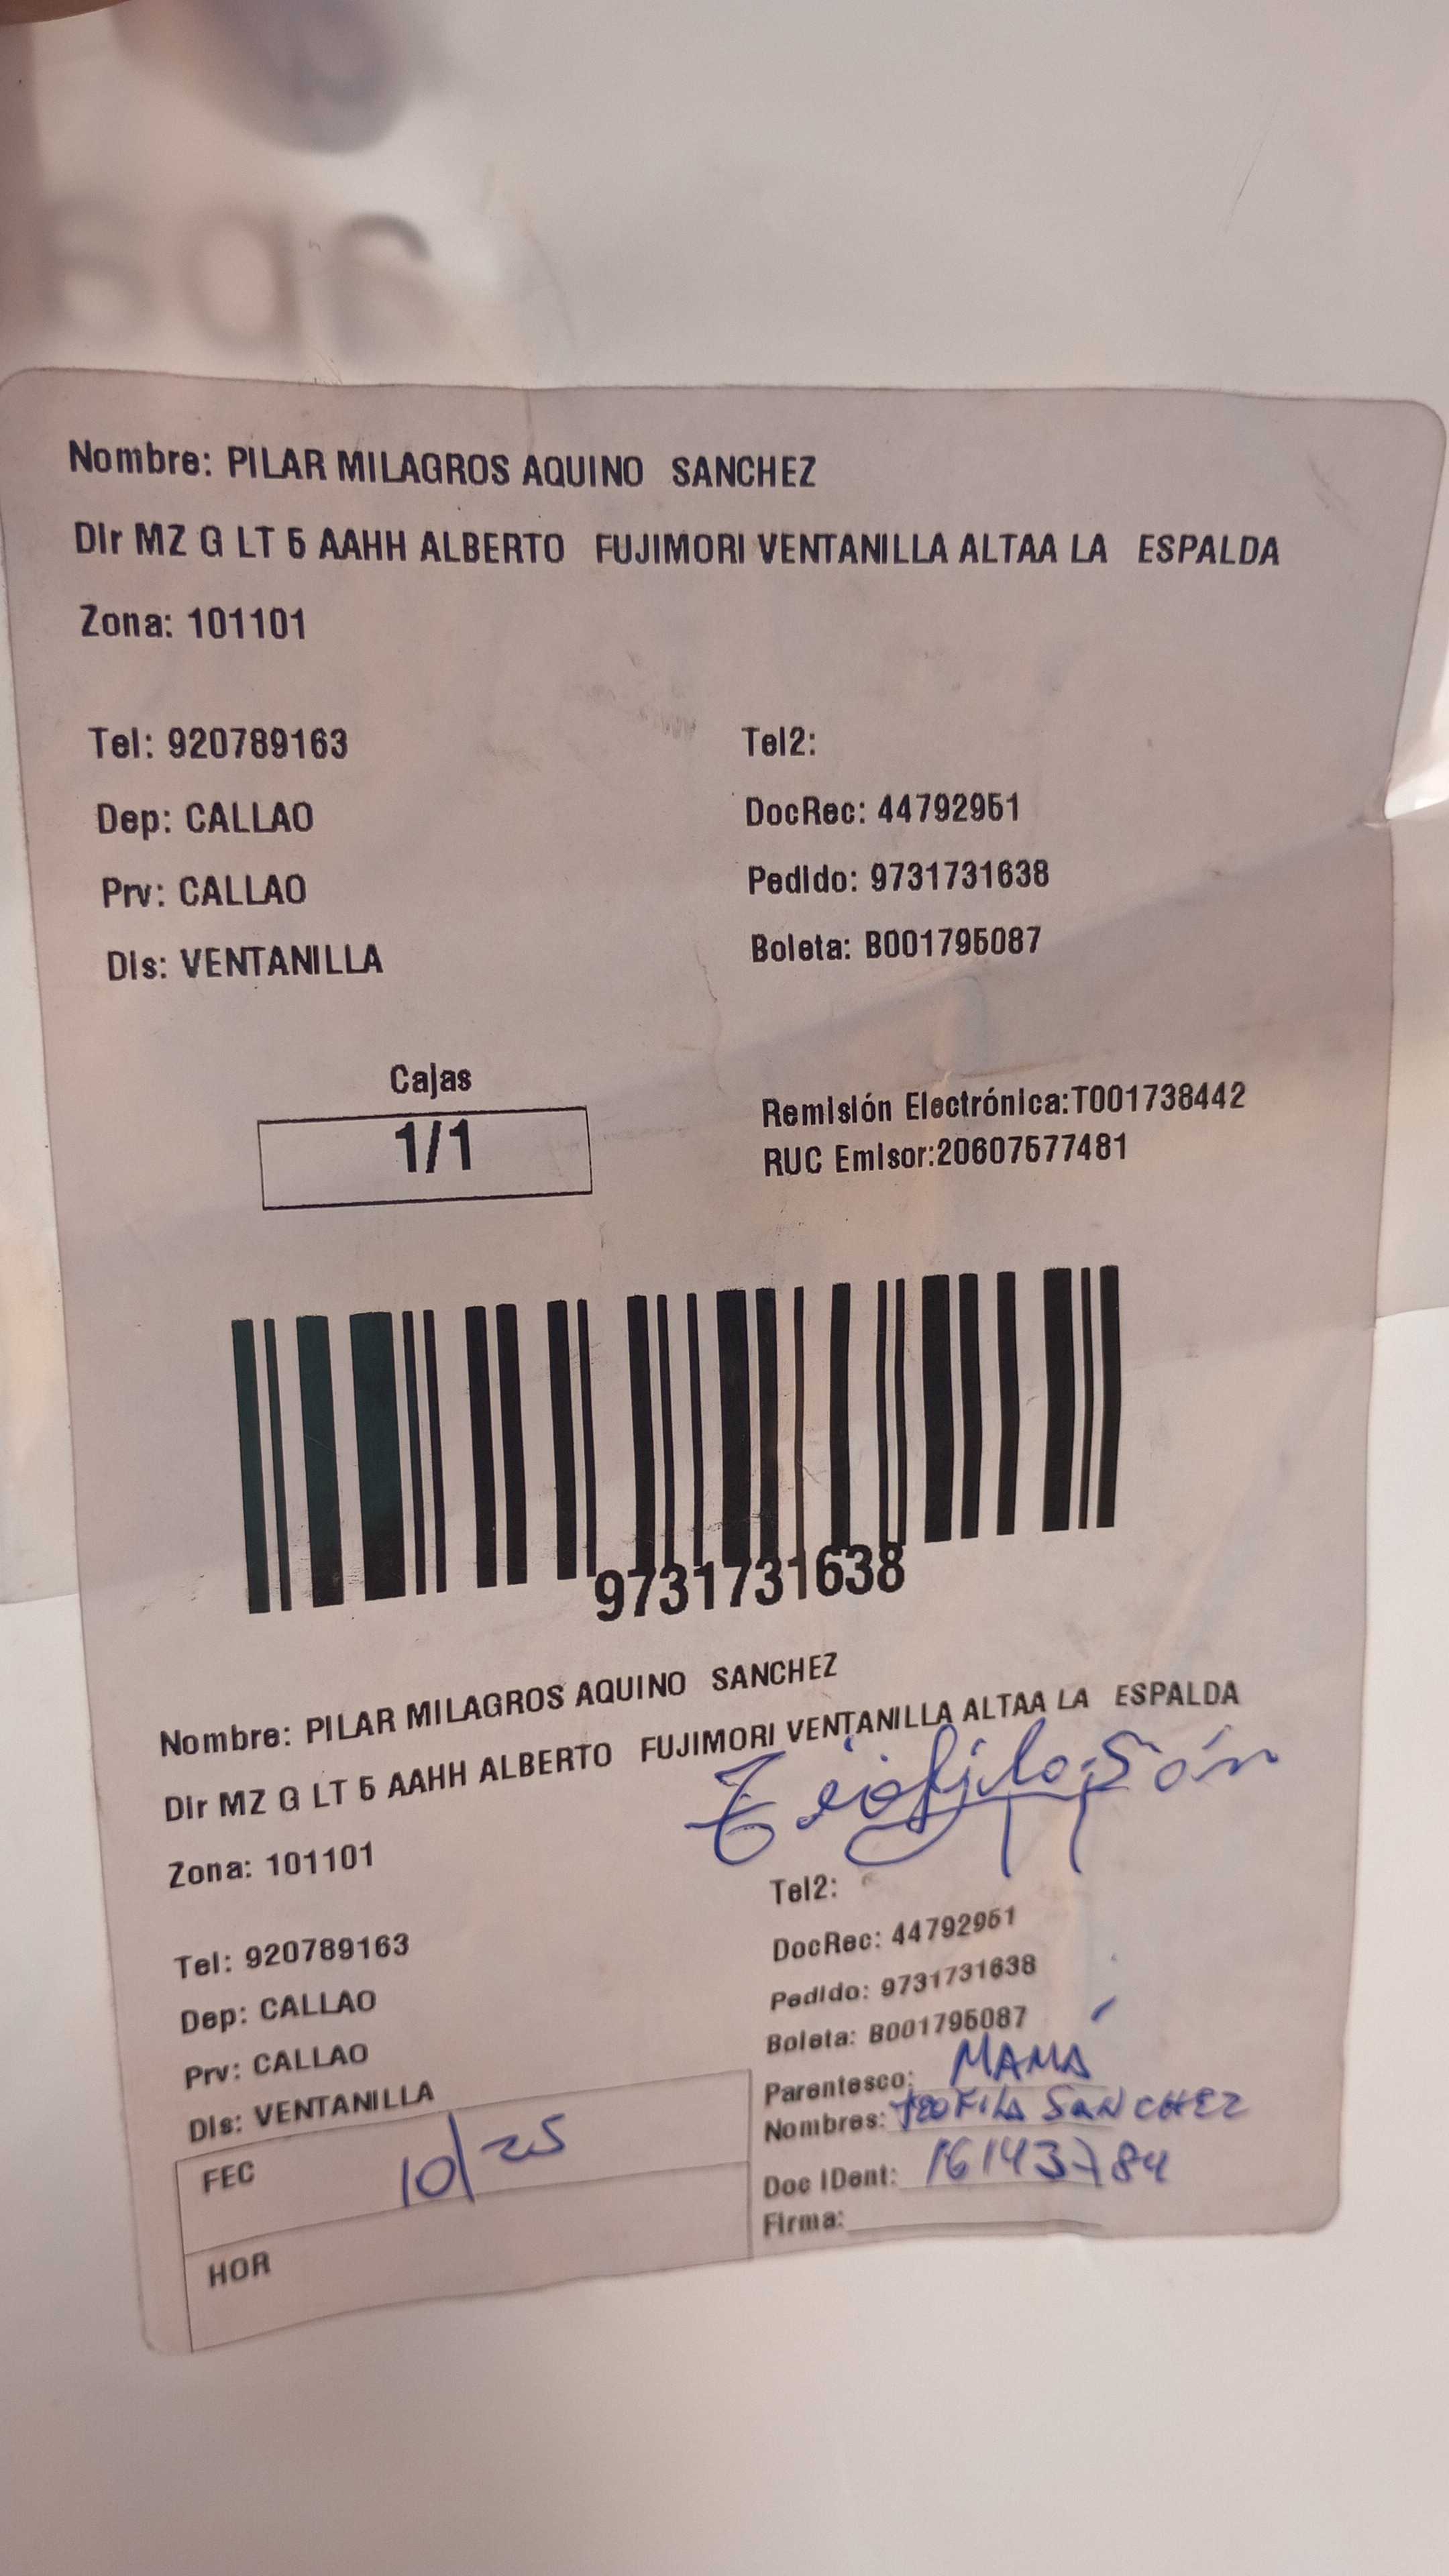 Nombre: PILAR MILAGROS AQUINO SANCHEZ
Dir MZ G LT 5 AAHH ALBERTO FUJIMORI VENTANILLA ALTAA LA ESPALDA
Zona: 101101
Tel: 920789163
Tel2:
Dep: CALLAO
DocRec: 44792951
Prv: CALLAO
Pedido: 9731731638
Dis: VENTANILLA
Boleta: B001795087
Cajas
1/1
Remisión Electrónica:T001738442
RUC Emisor:20607577481
9731731638
Nombre: PILAR MILAGROS AQUINO SANCHEZ
Dir MZ G LT 5 AAHH ALBERTO FUJIMORI VENTANILLA ALTAA LA ESPALDA
Zona: 101101
Tel2:
Tel: 920789163
DocRec: 44792951
Dep: CALLAO
Pedido: 9731731638
Prv: CALLAO
Boleta: B001795087
Dis: VENTANILLA
Parentesco: MAMÁ
Nombres: TEOFILA SANCHEZ
FEC 10/25
Doc IDent: 16143784
Firma:
HOR